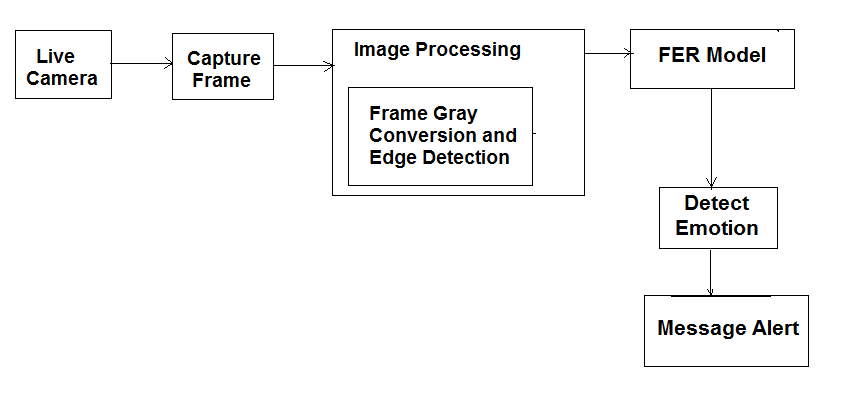 Live
Camera
Capture
Frame
Image Processing
Frame Gray
Conversion and
Edge Detection
FER Model
Detect
Emotion
Message Alert